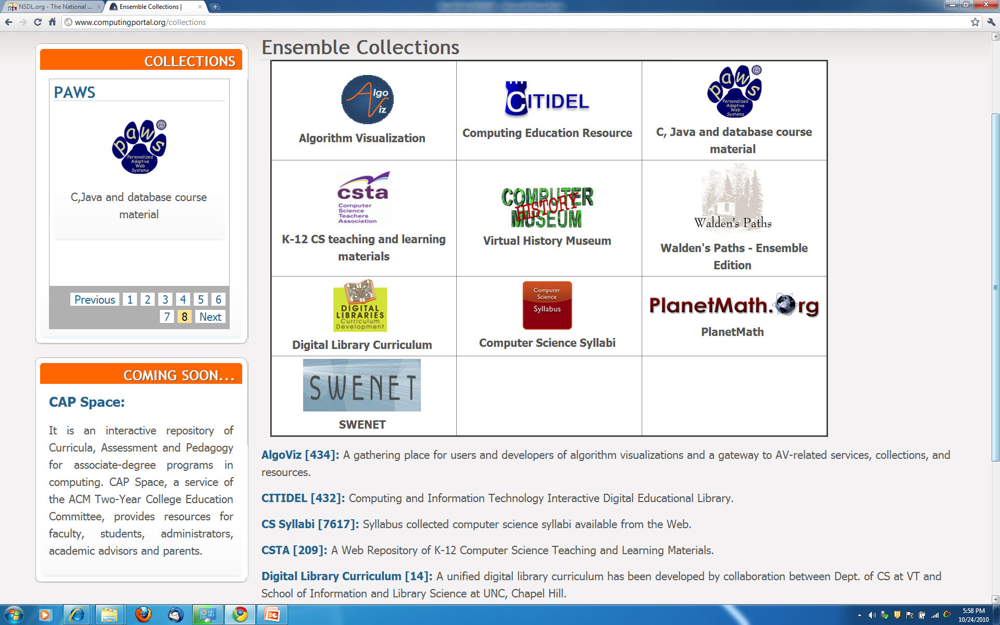 NSDL.org - The National ...
Ensemble Collections |
www.computingportal.org/collections
COLLECTIONS
PAWS
paws
Personalized
Adaptive
Web
Systems
C,Java and database course
material
Previous 1 2 3 4 5 6
7 8 Next
COMING SOON...
CAP Space:
It is an interactive repository of
Curricula, Assessment and Pedagogy
for associate-degree programs in
computing. CAP Space, a service of
the ACM Two-Year College Education
Committee, provides resources for
faculty, students, administrators,
academic advisors and parents.
Ensemble Collections
Algo
Viz
Algorithm Visualization
CITIDEL
Computing Education Resource
paws
Personalized
Adaptive
Web
Systems
C, Java and database course
material
csta
Computer
Science
Teachers
Association
K-12 CS teaching and learning
materials
COMPUTER
HISTORY
MUSEUM
Virtual History Museum
Walden's Paths
Walden's Paths - Ensemble
Edition
DIGITAL
LIBRARIES
Curriculum
Development
Digital Library Curriculum
Computer
Science
Syllabus
Computer Science Syllabi
PlanetMath.Org
PlanetMath
SWENET
SWENET
AlgoViz [434]: A gathering place for users and developers of algorithm visualizations and a gateway to AV-related services, collections, and
resources.
CITIDEL [432]: Computing and Information Technology Interactive Digital Educational Library.
CS Syllabi [7617]: Syllabus collected computer science syllabi available from the Web.
CSTA [209]: A Web Repository of K-12 Computer Science Teaching and Learning Materials.
Digital Library Curriculum [14]: A unified digital library curriculum has been developed by collaboration between Dept. of CS at VT and
School of Information and Library Science at UNC, Chapel Hill.
5:58 PM
10/24/2010